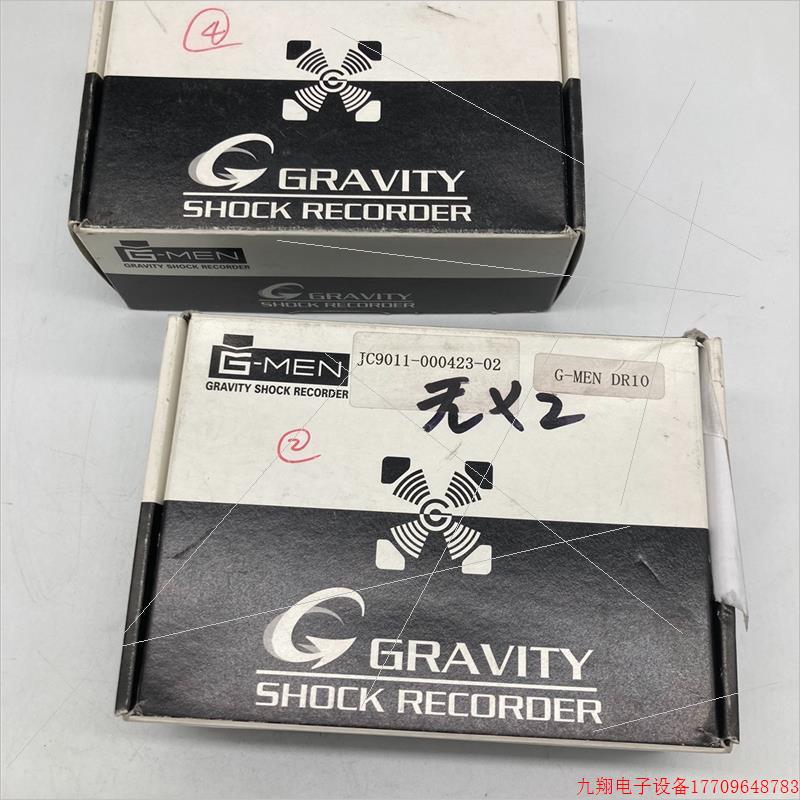 ④
G GRAVITY
SHOCK RECORDER
G-MEN
GRAVITY SHOCK RECORDER
G GRAVITY
SHOCK RECORDER
G-MEN
GRAVITY SHOCK RECORDER
JC9011-000423-02
G-MEN DR10
无X2
②
G
G GRAVITY
SHOCK RECORDER
九翔电子设备17709648783